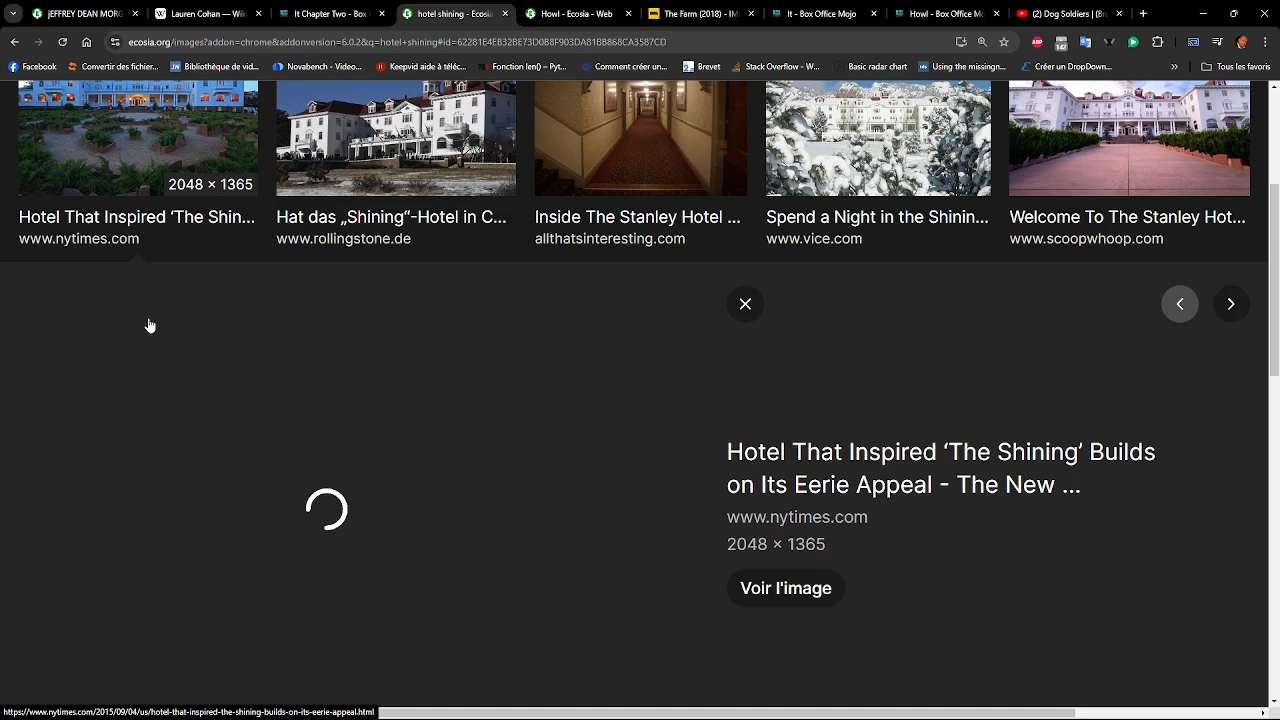 jEFFREY DEAN MORG
Lauren Cohan — Wiki
It Chapter Two - Box O
hotel shining - Ecosia
Howl - Ecosia - Web
The Farm (2018) - IM
It - Box Office Mojo
Howl - Box Office Mo
(2) Dog Soldiers | (Bre
ecosia.org/images?addon=chrome&addonversion=6.0.2&q=hotel+shining#id=62281E4EB32BE73D0B8F903DA81BB868CA3587CD
Facebook
Convertir des fichier...
Bibliothèque de vid...
Novabench - Video...
Keepvid aide à téléc...
Fonction len() – Pyt...
Comment créer un...
Brevet
Stack Overflow - W...
Basic radar chart
Using the missingn...
Créer un DropDown...
»
Tous les favoris
2048 × 1365
Hotel That Inspired ‘The Shin...
www.nytimes.com
Hat das „Shining“-Hotel in C...
www.rollingstone.de
Inside The Stanley Hotel ...
allthatsinteresting.com
Spend a Night in the Shinin...
www.vice.com
Welcome To The Stanley Hot...
www.scoopwhoop.com
Hotel That Inspired ‘The Shining’ Builds
on Its Eerie Appeal - The New ...
www.nytimes.com
2048 × 1365
Voir l'image
https://www.nytimes.com/2015/09/04/us/hotel-that-inspired-the-shining-builds-on-its-eerie-appeal.html